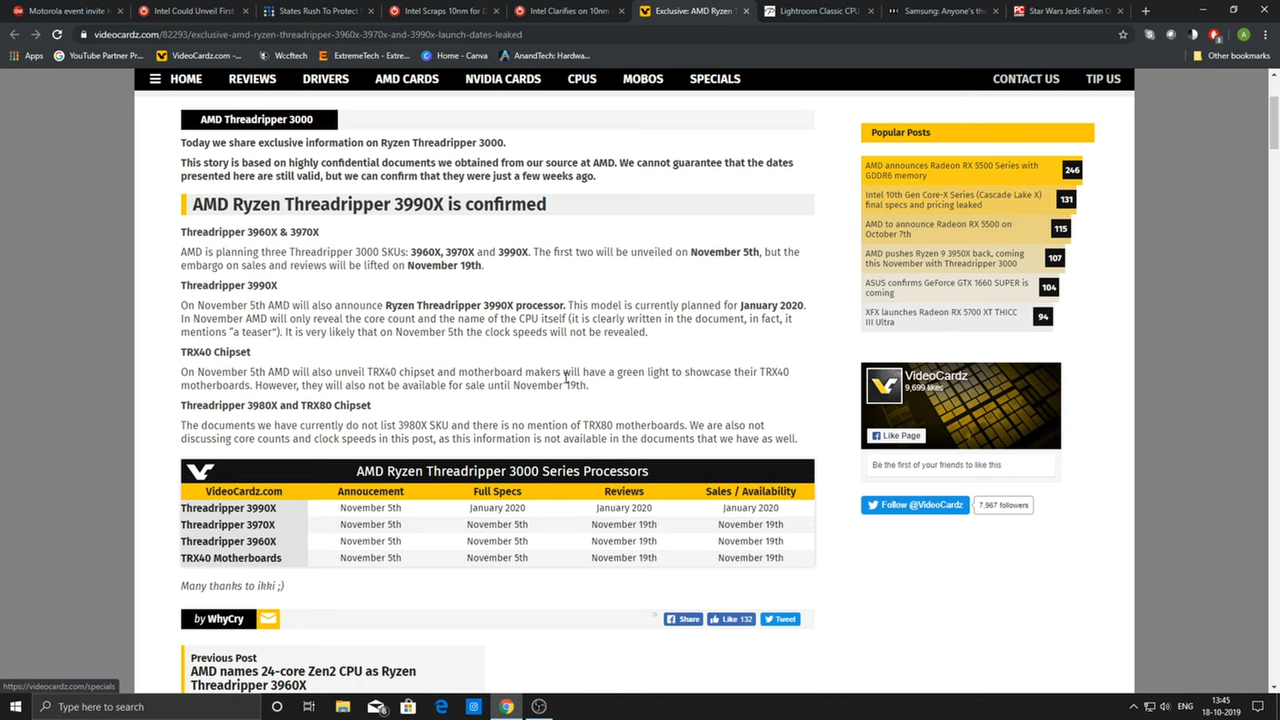 Motorola event invite
Intel Could Unveil First
States Rush To Protect
Intel Scraps 10nm for D
Intel Clarifies on 10nm
Exclusive: AMD Ryzen T
Lightroom Classic CPU
Samsung: Anyone's th
Star Wars Jedi: Fallen O
videocardz.com/82293/exclusive-amd-ryzen-threadripper-3960x-3970x-and-3990x-launch-dates-leaked
Apps
YouTube Partner Pro...
VideoCardz.com -...
Wccftech
ExtremeTech - Extre...
Home - Canva
AnandTech: Hardwa...
Other bookmarks
HOME REVIEWS DRIVERS AMD CARDS NVIDIA CARDS CPUS MOBOS SPECIALS CONTACT US TIP US
AMD Threadripper 3000
Today we share exclusive information on Ryzen Threadripper 3000.
This story is based on highly confidential documents we obtained from our source at AMD. We cannot guarantee that the dates
presented here are still valid, but we can confirm that they were just a few weeks ago.
AMD Ryzen Threadripper 3990X is confirmed
Threadripper 3960X & 3970X
AMD is planning three Threadripper 3000 SKUs: 3960X, 3970X and 3990X. The first two will be unveiled on November 5th, but the
embargo on sales and reviews will be lifted on November 19th.
Threadripper 3990X
On November 5th AMD will also announce Ryzen Threadripper 3990X processor. This model is currently planned for January 2020.
In November AMD will only reveal the core count and the name of the CPU itself (it is clearly written in the document, in fact, it
mentions “a teaser”). It is very likely that on November 5th the clock speeds will not be revealed.
TRX40 Chipset
On November 5th AMD will also unveil TRX40 chipset and motherboard makers will have a green light to showcase their TRX40
motherbords. However, they will also not be available for sale until November 19th.
Threadripper 3980X and TRX80 Chipset
The documents we have currently do not list 3980X SKU and there is no mention of TRX80 motherboards. We are also not
discussing core counts and clock speeds in this post, as this information is not available in the documents that we have as well.
AMD Ryzen Threadripper 3000 Series Processors
VideoCardz.com Annoucement Full Specs Reviews Sales / Availability
Threadripper 3990X November 5th January 2020 January 2020 January 2020
Threadripper 3970X November 5th November 5th November 19th November 19th
Threadripper 3960X November 5th November 5th November 19th November 19th
TRX40 Motherboards November 5th November 5th November 19th November 19th
Many thanks to ikki ;)
by WhyCry
Share
Like 132
Tweet
Previous Post
AMD names 24-core Zen2 CPU as Ryzen
Threadripper 3960X
Popular Posts
AMD announces Radeon RX 5500 Series with
GDDR6 memory
246
Intel 10th Gen Core-X Series (Cascade Lake X)
final specs and pricing leaked
131
AMD to announce Radeon RX 5500 on
October 7th
115
AMD pushes Ryzen 9 3950X back, coming
this November with Threadripper 3000
107
ASUS confirms GeForce GTX 1660 SUPER is
coming
104
XFX launches Radeon RX 5700 XT THICC
III Ultra
94
VideoCardz
9,699 likes
Like Page
Be the first of your friends to like this
Follow @VideoCardz
7,967 followers
https://videocardz.com/specials
Type here to search
ENG
13:45
18-10-2019